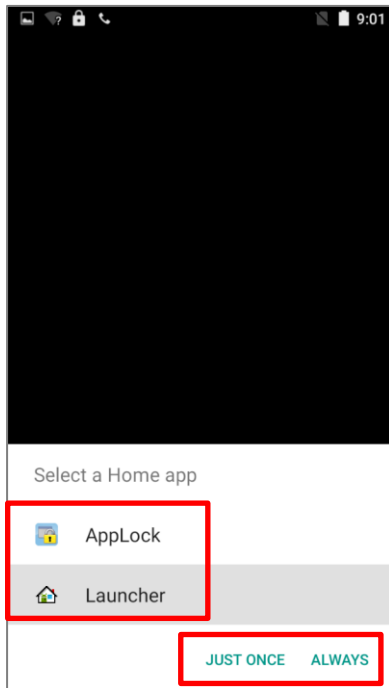 9:01
Select a Home app
AppLock
Launcher
JUST ONCE ALWAYS